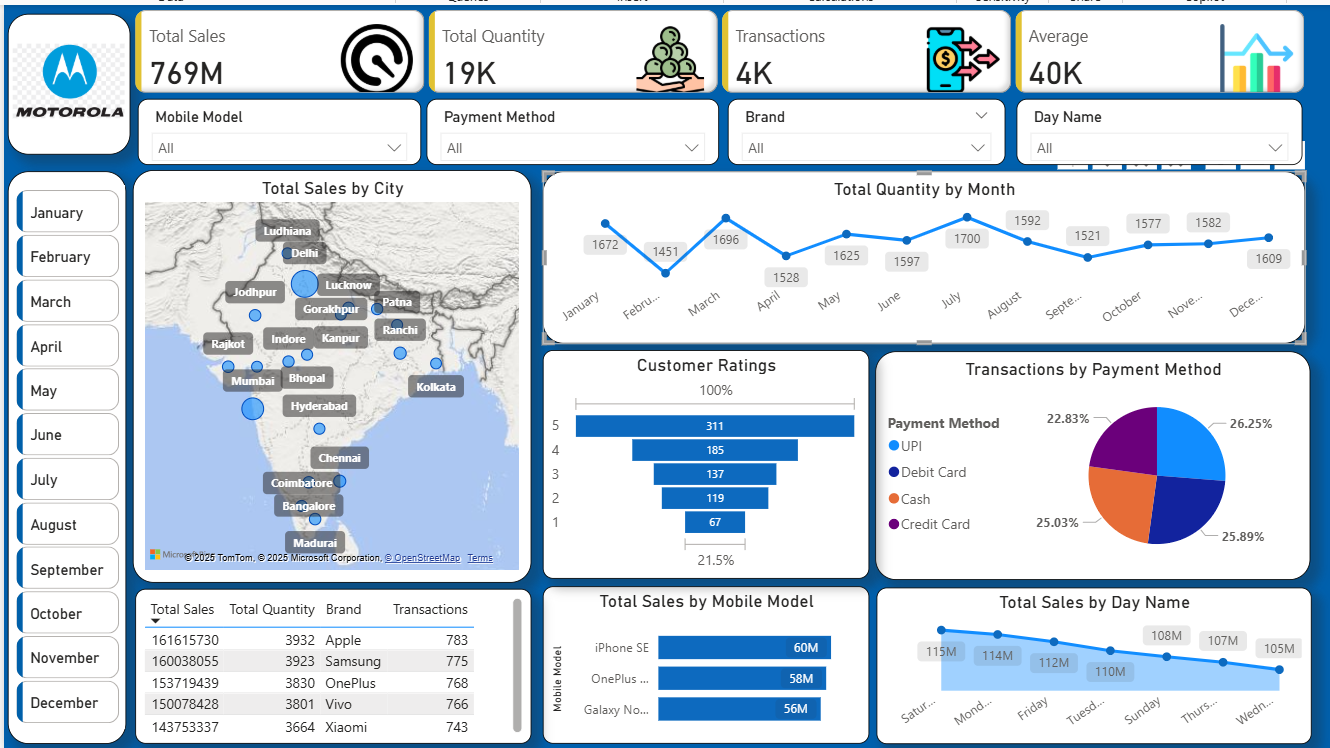 Total Sales
769M
Total Quantity
19K
Transactions
4K
Average
40K
MOTOROLA
Mobile Model
All
Payment Method
All
Brand
All
Day Name
All
January
February
March
April
May
June
July
August
September
October
November
December
Total Sales by City
Ludhiana
Delhi
Lucknow
Jodhpur
Gorakhpur
Patna
Ranchi
Rajkot
Indore
Kanpur
Mumbai
Bhopal
Kolkata
Hyderabad
Chennai
Coimbatore
Bangalore
Madurai
© 2025 TomTom, © 2025 Microsoft Corporation, © OpenStreetMap Terms
Total Quantity by Month
1672
1451
1696
1528
1625
1597
1700
1592
1521
1577
1582
1609
January
Febru...
March
April
May
June
July
August
Septe...
October
Nove...
Dece...
Customer Ratings
100%
5 311
4 185
3 137
2 119
1 67
21.5%
Transactions by Payment Method
Payment Method
UPI
Debit Card
Cash
Credit Card
22.83%
26.25%
25.03%
25.89%
Total Sales Total Quantity Brand Transactions
161615730 3932 Apple 783
160038055 3923 Samsung 775
153719439 3830 OnePlus 768
150078428 3801 Vivo 766
143753337 3664 Xiaomi 743
Total Sales by Mobile Model
Mobile Model
iPhone SE 60M
OnePlus ... 58M
Galaxy No... 56M
Total Sales by Day Name
115M
114M
112M
110M
108M
107M
105M
Satur...
Mond...
Friday
Tuesd...
Sunday
Thurs...
Wedn...